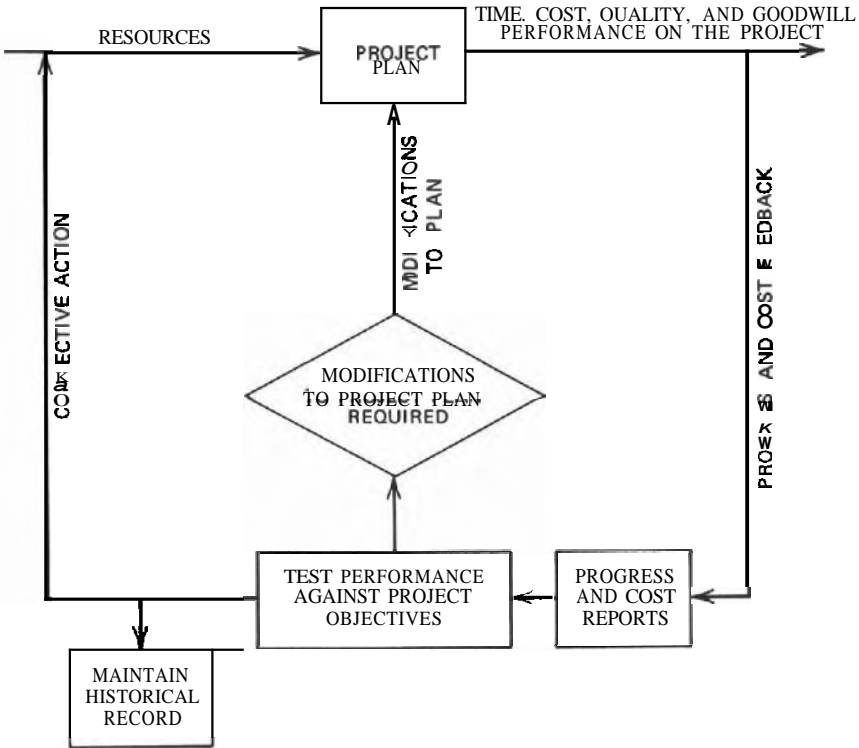 TIME. COST, OUALITY, AND GOODWILL
PERFORMANCE ON THE PROJECT
RESOURCES
PROJECT
PLAN
TO PLAN
ACTION
AND COST
MODIFICATIONS
TO PROJECT PLAN
REQUIRED
TEST PERFORMANCE
AGAINST PROJECT
OBJECTIVES
PROGRESS
AND COST
REPORTS
MAINTAIN
HISTORICAL
RECORD